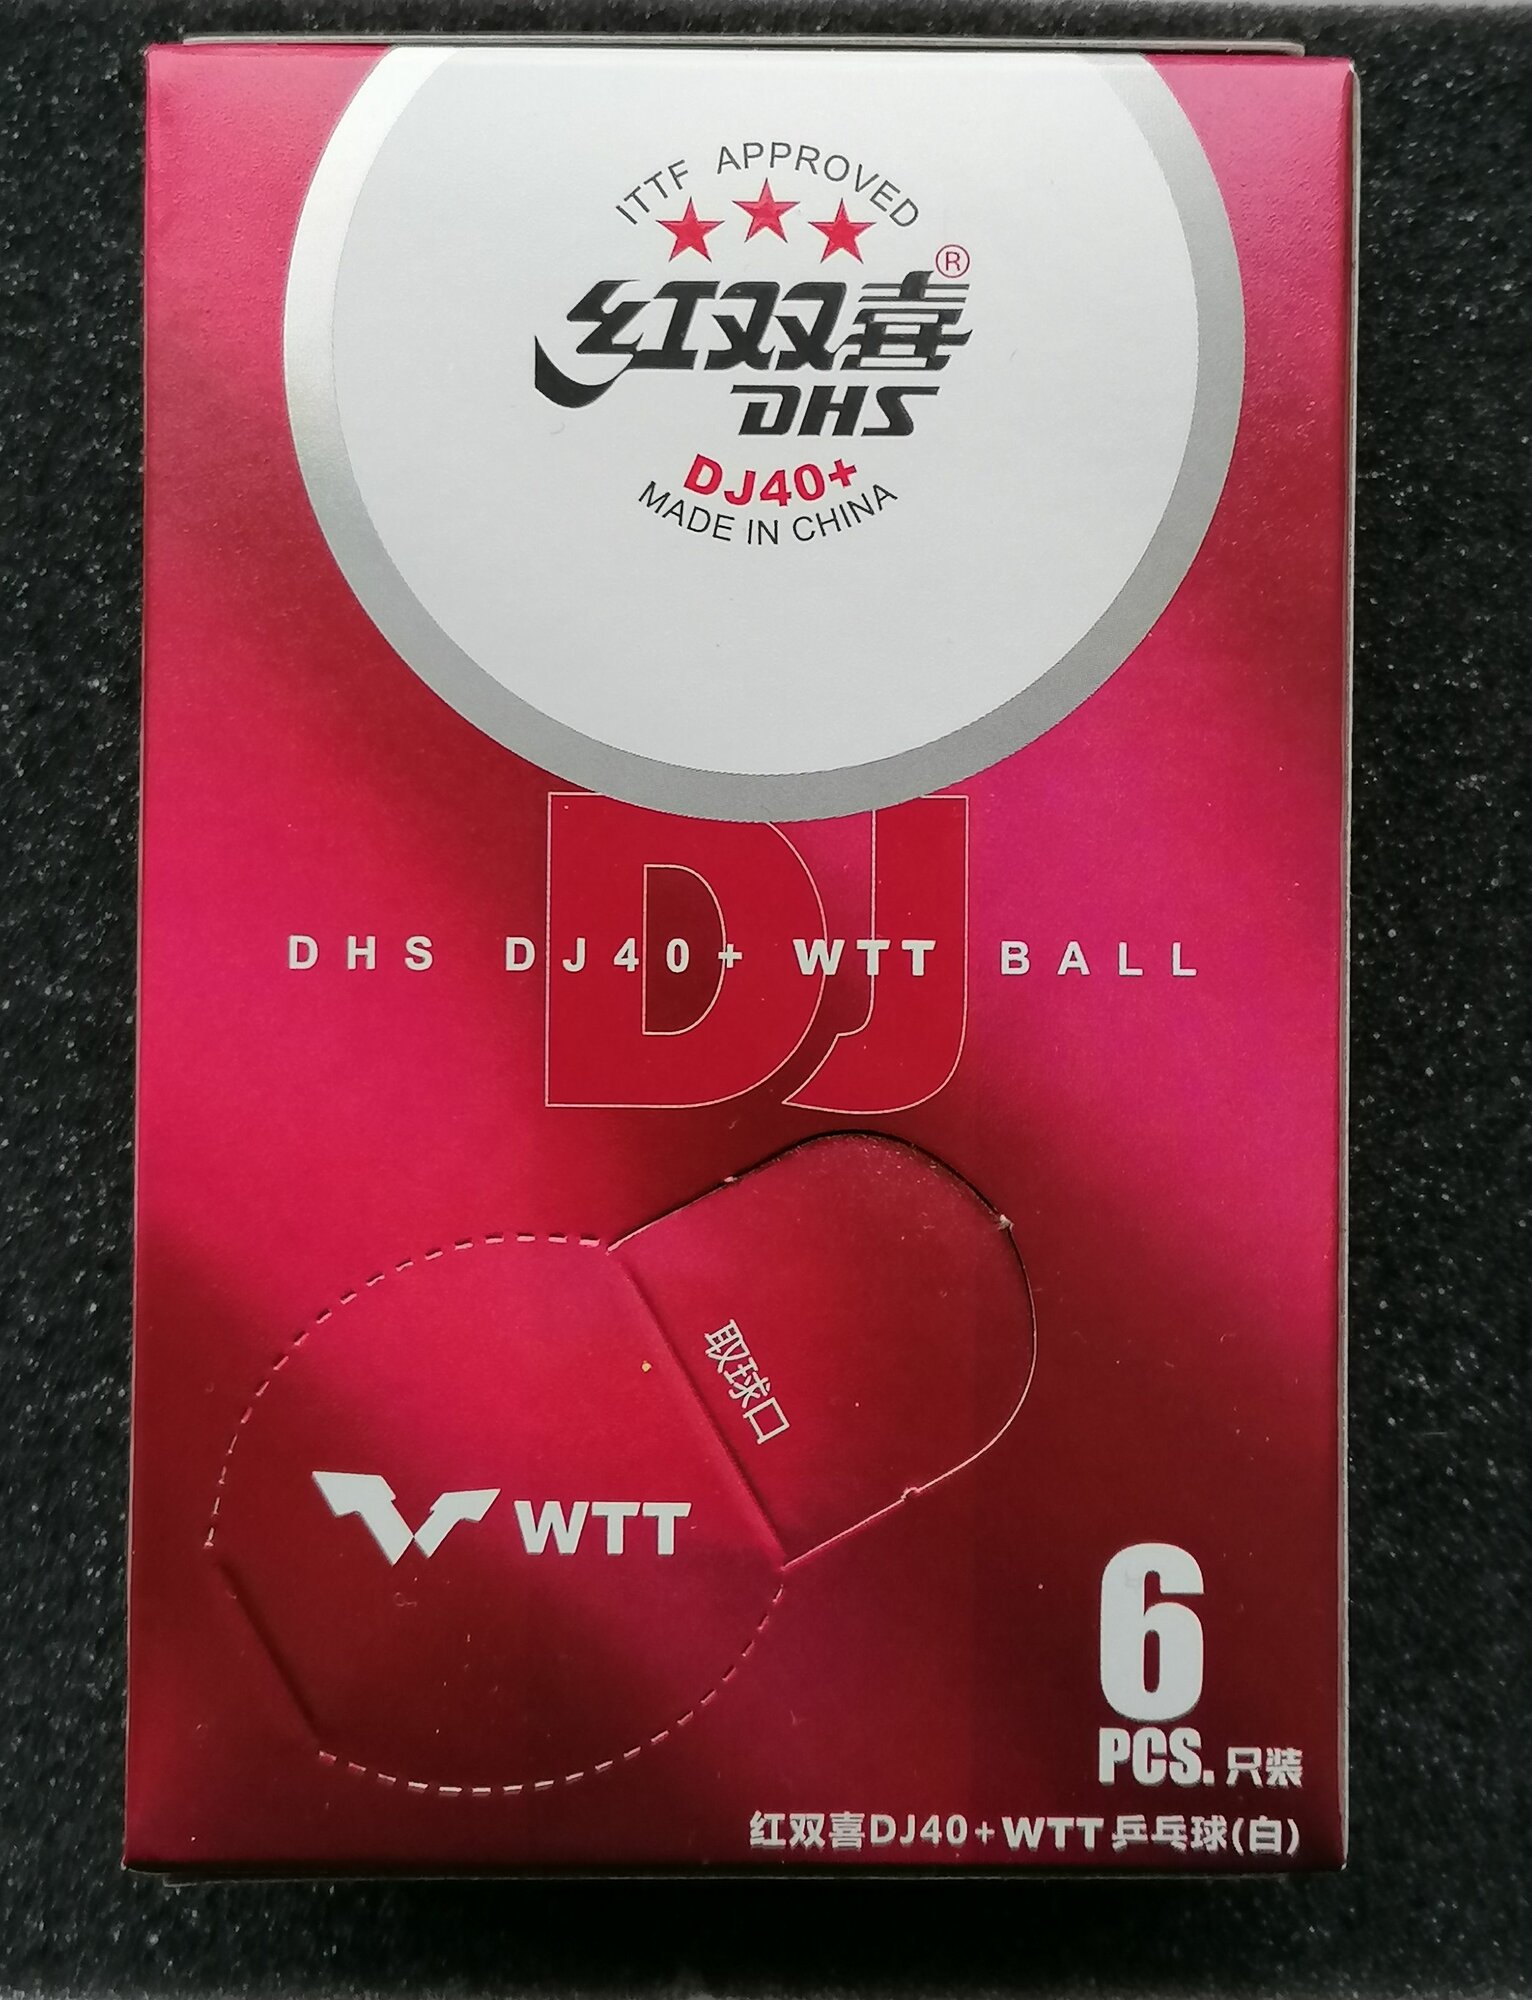 ITTF APPROVED
红双喜®
DHS
DJ40+
MADE IN CHINA
DJ
DHS DJ40+ WTT BALL
取球口
WTT
6
PCS. 只装
红双喜DJ40+WTT乒乓球(白)